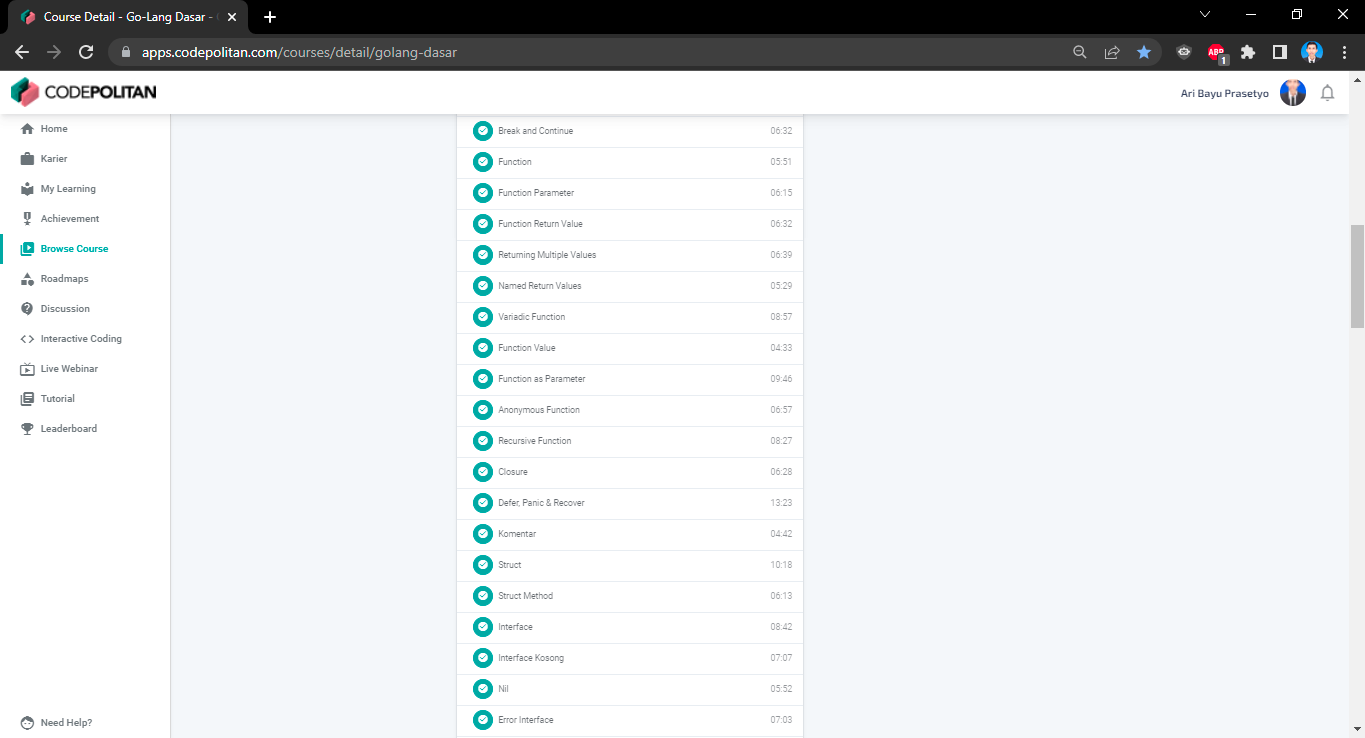 Course Detail - Go-Lang Dasar -
apps.codepolitan.com/courses/detail/golang-dasar
ABP
1
CODEPOLITAN
Ari Bayu Prasetyo
Home
Karier
My Learning
Achievement
Browse Course
Roadmaps
Discussion
Interactive Coding
Live Webinar
Tutorial
Leaderboard
Need Help?
Break and Continue 06:32
Function 05:51
Function Parameter 06:15
Function Return Value 06:32
Returning Multiple Values 06:39
Named Return Values 05:29
Variadic Function 08:57
Function Value 04:33
Function as Parameter 09:46
Anonymous Function 06:57
Recursive Function 08:27
Closure 06:28
Defer, Panic & Recover 13:23
Komentar 04:42
Struct 10:18
Struct Method 06:13
Interface 08:42
Interface Kosong 07:07
Nil 05:52
Error Interface 07:03